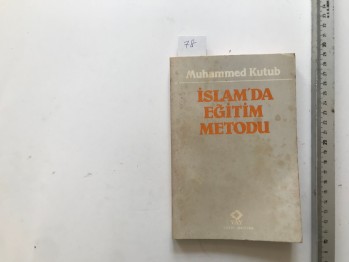 78
Muhammed Kutub
İSLAM'DA
EĞİTİM
METODU